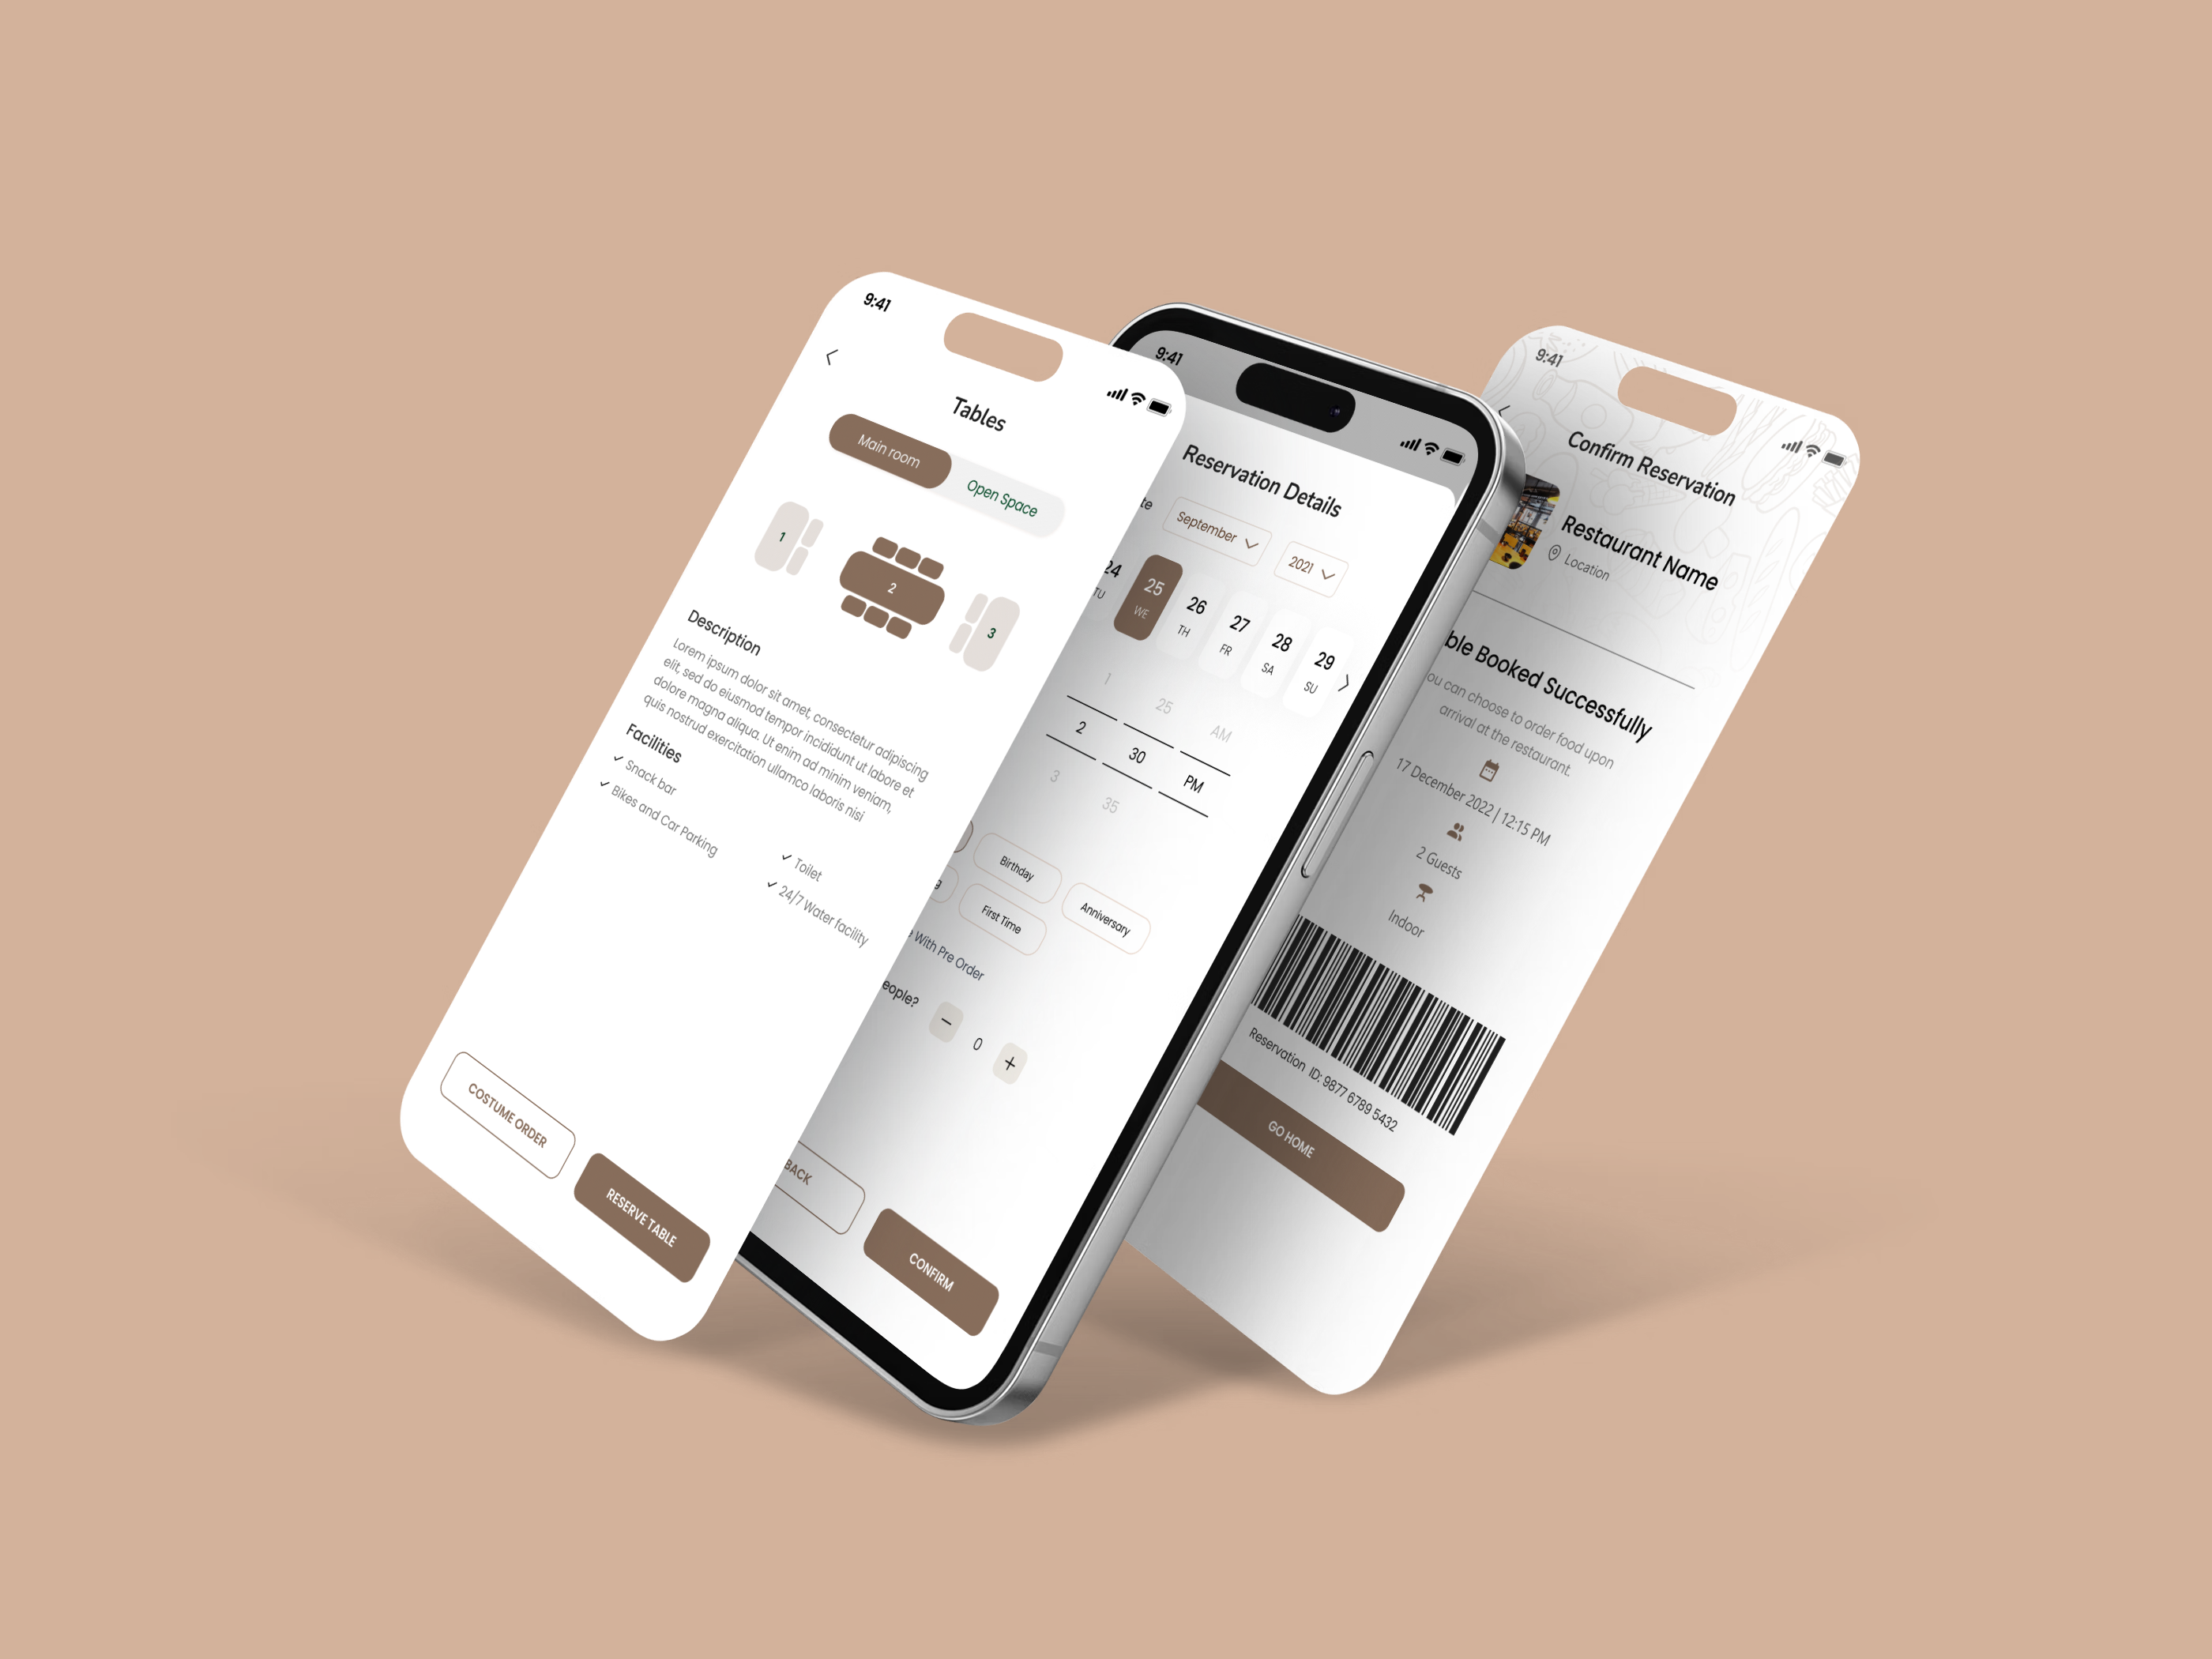 9:41
Tables
Main room
Open Space
1
2
3
Description
Lorem ipsum dolor sit amet, consectetur adipiscing
elit, sed do eiusmod tempor incididunt ut labore et
dolore magna aliqua. Ut enim ad minim veniam,
quis nostrud exercitation ullamco laboris nisi
Facilities
Snack bar
Bikes and Car Parking
Toilet
24/7 Water facility
COSTUME ORDER
RESERVE TABLE
9:41
Reservation Details
September
2021
24 25 26 27 28 29
TU WE TH FR SA SU
1 25 AM
2 30 PM
3 35
Birthday
Anniversary
First Time
With Pre Order
eople?
0
BACK
CONFIRM
9:41
Confirm Reservation
Restaurant Name
Location
ble Booked Successfully
ou can choose to order food upon
arrival at the restaurant.
17 December 2022 | 12:15 PM
2 Guests
Indoor
Reservation ID: 9877 6789 5432
GO HOME